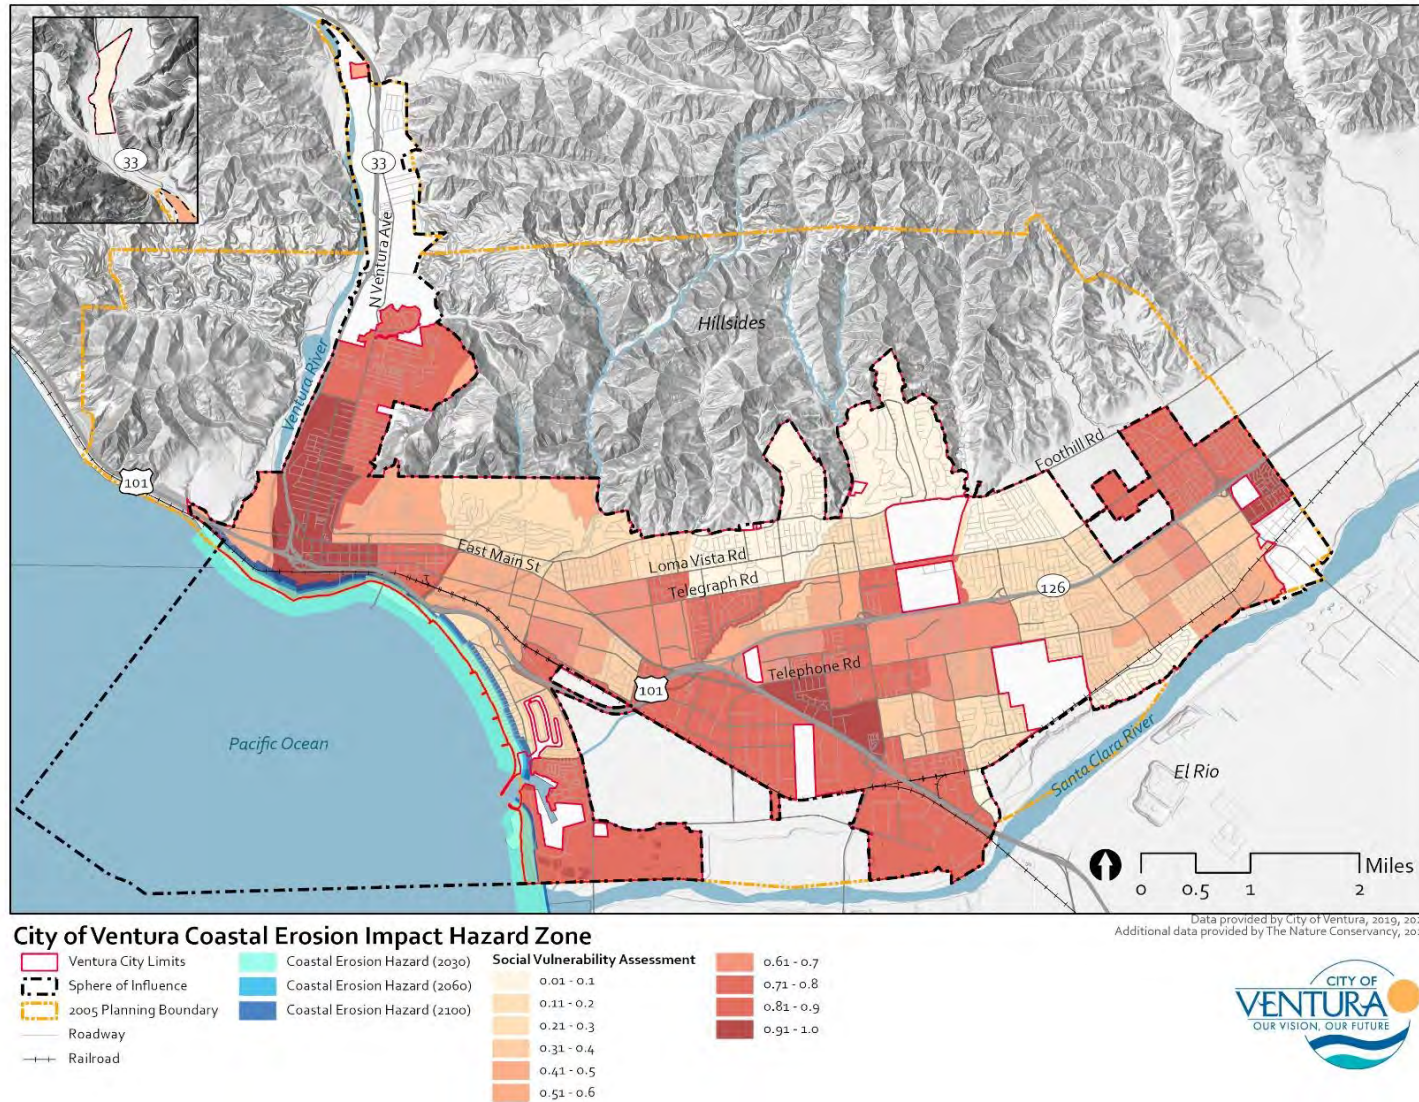 33
33
N Ventura Ave
Ventura River
Hillsides
101
Foothill Rd
East Main St
Loma Vista Rd
Telegraph Rd
126
Telephone Rd
101
Pacific Ocean
Santa Clara River
El Rio
0 0.5 1 2 Miles
Data provided by City of Ventura, 2019,
Additional data provided by The Nature Conservancy,
City of Ventura Coastal Erosion Impact Hazard Zone
Ventura City Limits
Sphere of Influence
2005 Planning Boundary
Roadway
Railroad
Coastal Erosion Hazard (2030)
Coastal Erosion Hazard (2060)
Coastal Erosion Hazard (2100)
Social Vulnerability Assessment
0.01 - 0.1
0.11 - 0.2
0.21 - 0.3
0.31 - 0.4
0.41 - 0.5
0.51 - 0.6
0.61 - 0.7
0.71 - 0.8
0.81 - 0.9
0.91 - 1.0
CITY OF
VENTURA
OUR VISION, OUR FUTURE